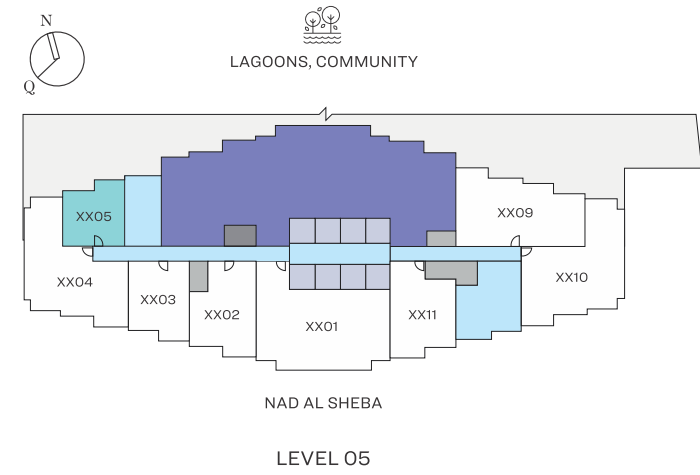 N
Q
LAGOONS, COMMUNITY
XX05
XX09
XX04
XX10
XX03
XX02
XX01
XX11
NAD AL SHEBA
LEVEL 05